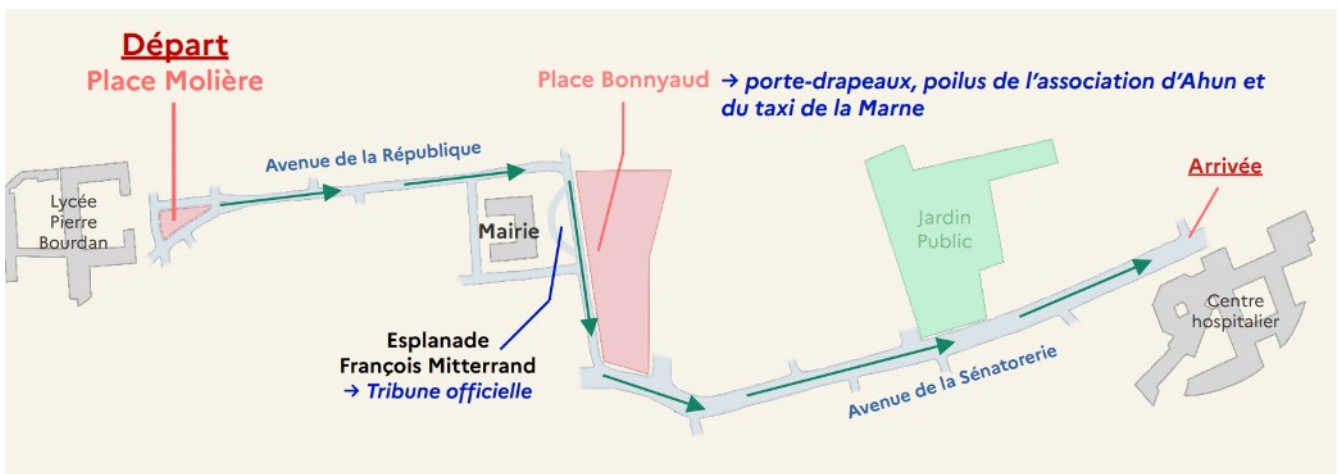 Départ
Place Molière
Place Bonnyaud
→ porte-drapeaux, poilus de l’association d’Ahun et
du taxi de la Marne
Avenue de la République
Arrivée
Lycée
Pierre
Bourdan
Mairie
Jardin
Public
Centre
hospitalier
Esplanade
François Mitterrand
→ Tribune officielle
Avenue de la Sénatorerie